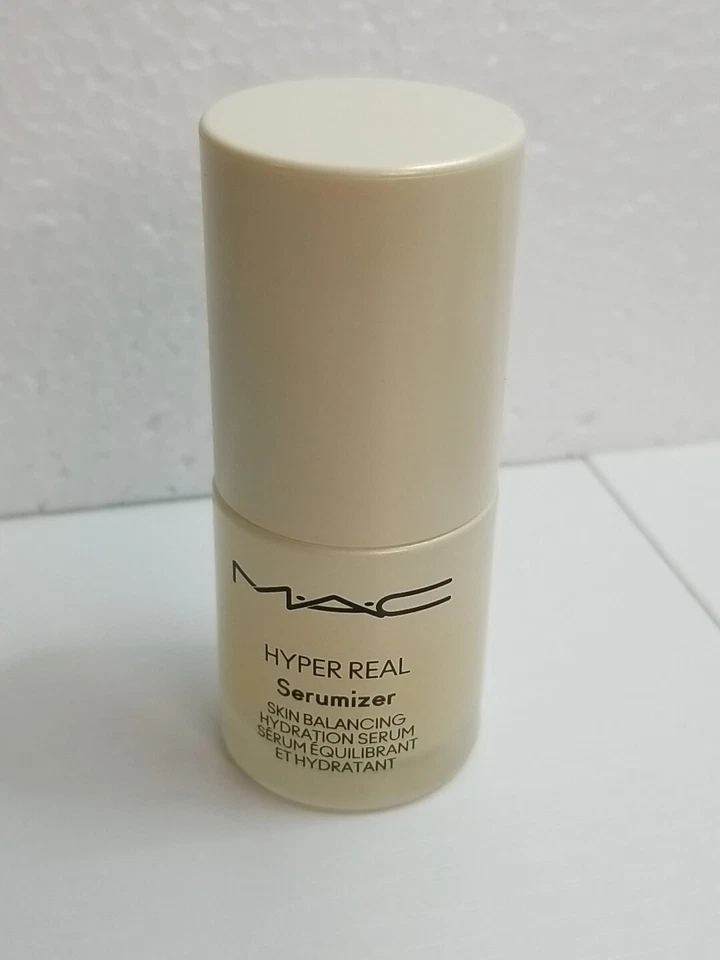 M·A·C
HYPER REAL
Serumizer
SKIN BALANCING
HYDRATION SERUM
SÉRUM ÉQUILIBRANT
ET HYDRATANT